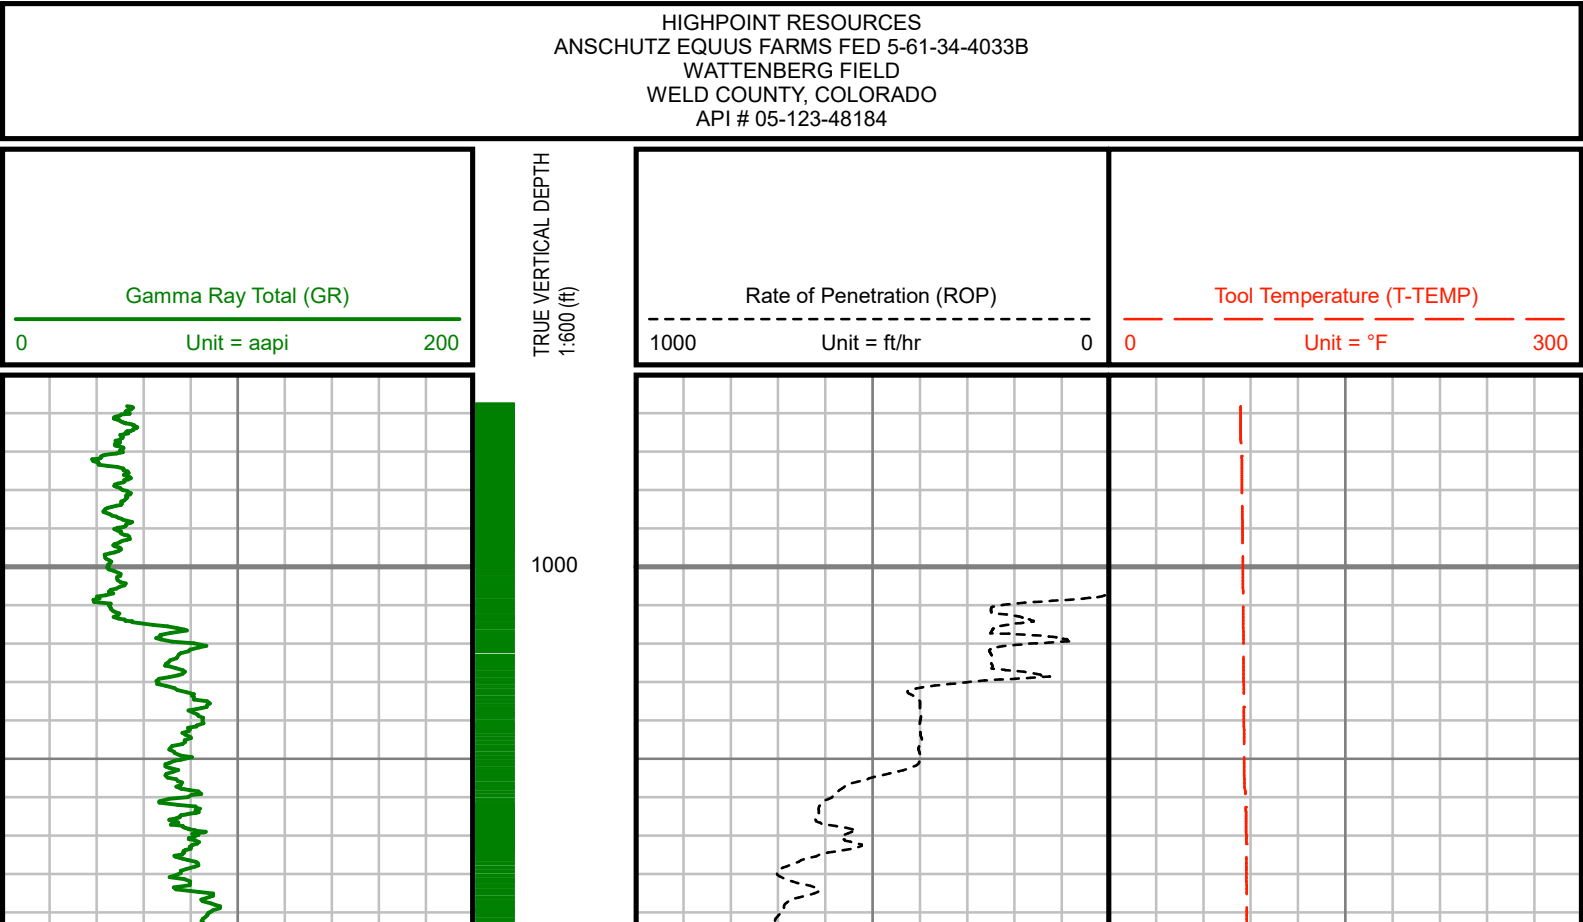 HIGHPOINT RESOURCES
ANSCHUTZ EQUUS FARMS FED 5-61-34-4033B
WATTENBERG FIELD
WELD COUNTY, COLORADO
API # 05-123-48184
Gamma Ray Total (GR)
0 Unit = aapi 200
TRUE VERTICAL DEPTH
1:600 (ft)
Rate of Penetration (ROP)
1000 Unit = ft/hr 0
Tool Temperature (T-TEMP)
0 Unit = °F 300
1000